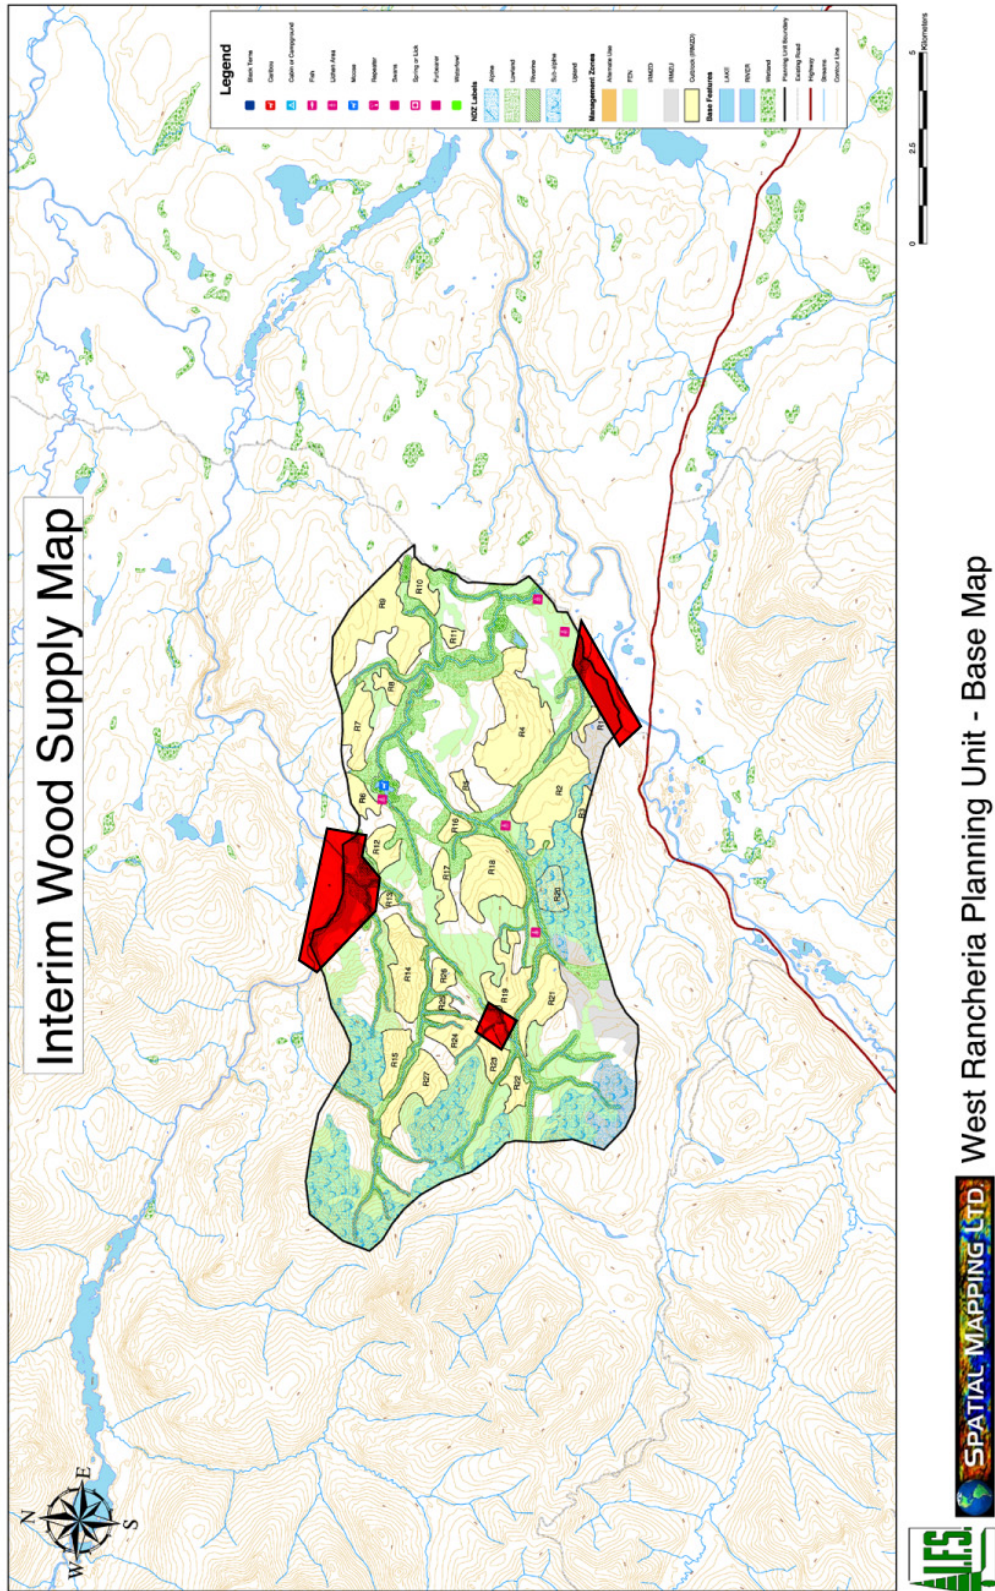 Interim Wood Supply Map
Legend
Black Terns
Caribou
Cabin or Campground
Fish
Lichen Area
Moose
Repeater
Swans
Spring or Lick
Furbearer
Waterfowl
NDZ Labels
Alpine
Lowland
Riverine
Sub-alpine
Upland
Management Zones
Alternate Use
Cutblock (IRMZD)
Base Features
LAKE
RIVER
Wetland
Planning Unit Boundary
Existing Road
Highway
Streams
Contour Line
0 2.5 5
Kilometers
N
W E
S
R9
R10
R11
R8
R7
R6
R4
R5
R2
R3
R12
R13
R16
R17
R18
R20
R14
R26
R25
R24
R19
R21
R15
R27
R23
R22
A.F.S.
SPATIAL MAPPING LTD.
West Rancheria Planning Unit - Base Map